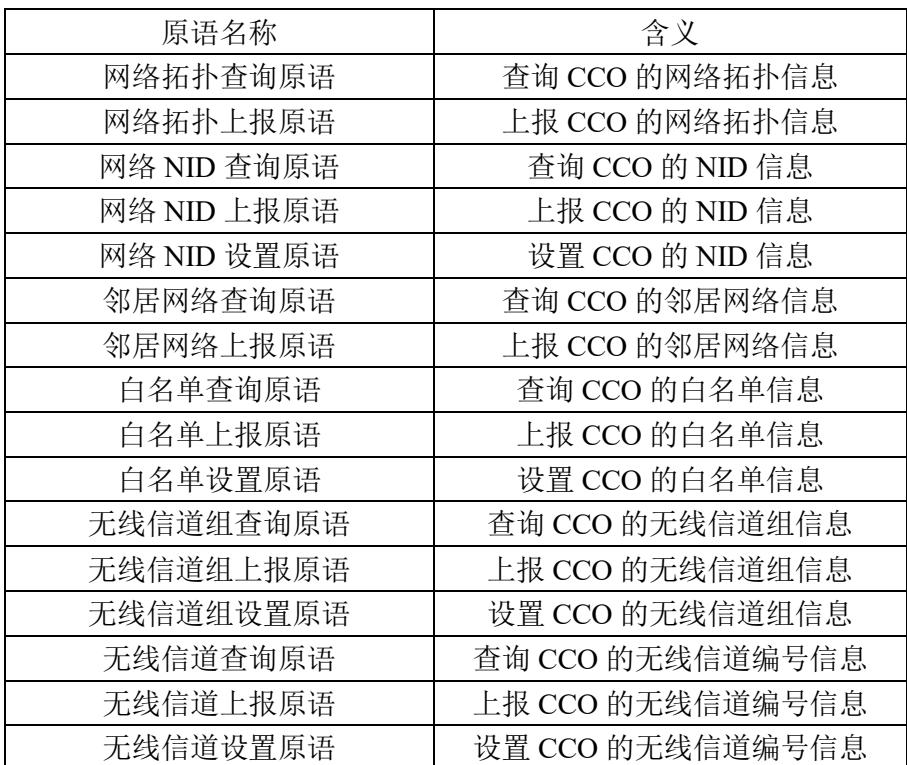 原语名称 含义
网络拓扑查询原语 查询 CCO 的网络拓扑信息
网络拓扑上报原语 上报 CCO 的网络拓扑信息
网络 NID 查询原语 查询 CCO 的 NID 信息
网络 NID 上报原语 上报 CCO 的 NID 信息
网络 NID 设置原语 设置 CCO 的 NID 信息
邻居网络查询原语 查询 CCO 的邻居网络信息
邻居网络上报原语 上报 CCO 的邻居网络信息
白名单查询原语 查询 CCO 的白名单信息
白名单上报原语 上报 CCO 的白名单信息
白名单设置原语 设置 CCO 的白名单信息
无线信道组查询原语 查询 CCO 的无线信道组信息
无线信道组上报原语 上报 CCO 的无线信道组信息
无线信道组设置原语 设置 CCO 的无线信道组信息
无线信道查询原语 查询 CCO 的无线信道编号信息
无线信道上报原语 上报 CCO 的无线信道编号信息
无线信道设置原语 设置 CCO 的无线信道编号信息